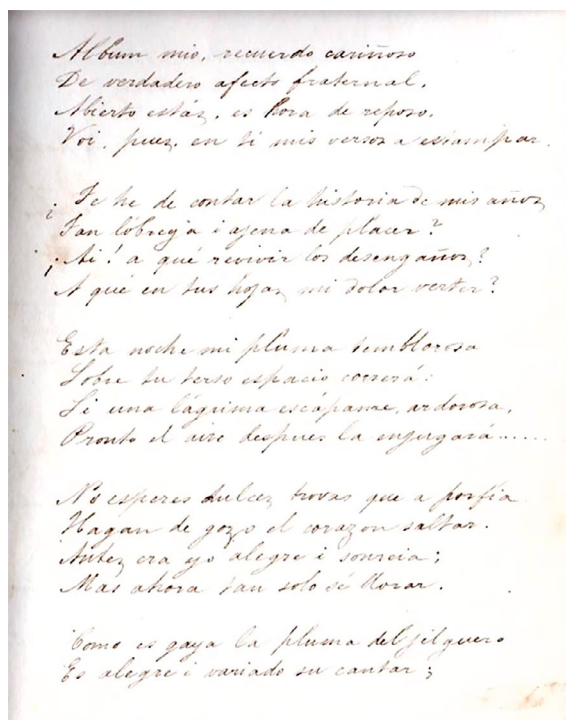 Album mio, recuerdo cariñoso
De verdadero afecto fraternal,
Abierto estás, es hora de reposo.
Voi, pues, en ti mis versos a estampar.
¿Te he de contar la historia de mis años
Tan lóbrega i ajena de placer?
¡Ai! a qué revivir los desengaños?
A qué en tus hojas mi dolor verter?
Esta noche mi pluma temblorosa
Sobre tu terso espacio correrá:
Si una lágrima escápame, ardorosa,
Pronto el aire despues la enjugará......
No esperes dulces trovas que a porfia
Hagan de gozo el corazon saltar.
Antes era yo alegre i sonreia;
Mas ahora tan solo sé llorar.
Como es gaya la pluma del jilguero
Es alegre i variado su cantar;